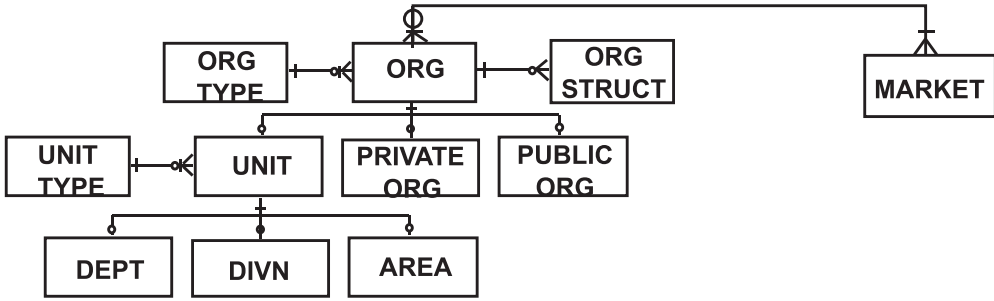 ORG
TYPE
ORG
ORG
STRUCT
MARKET
UNIT
TYPE
UNIT
PRIVATE
ORG
PUBLIC
ORG
DEPT
DIVN
AREA